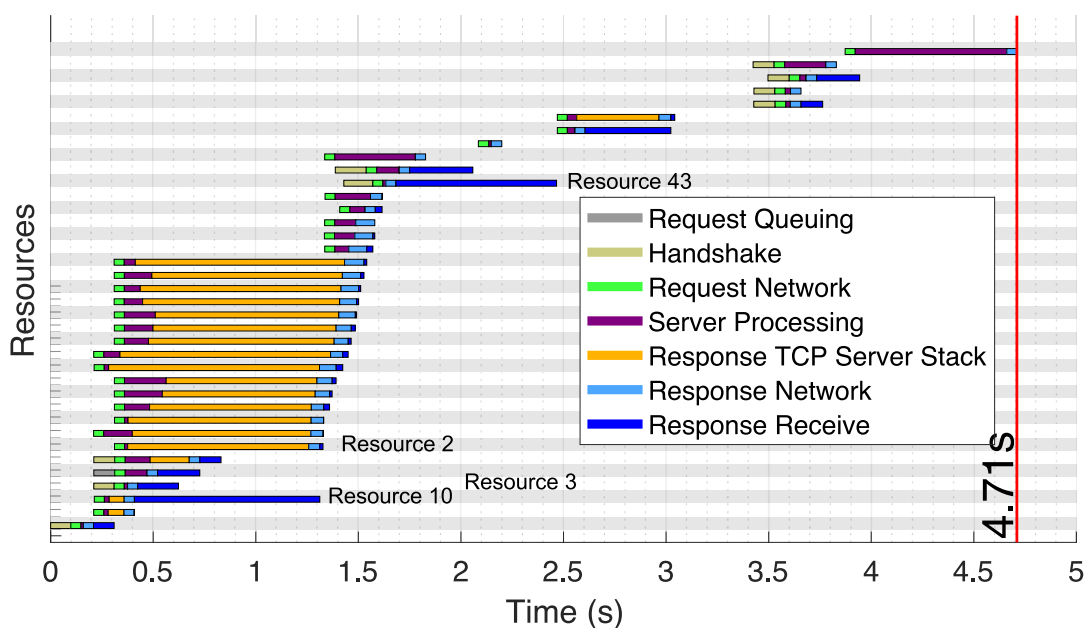 Resource 43
Request Queuing
Handshake
Request Network
Server Processing
Response TCP Server Stack
Response Network
Response Receive
Resource 2
Resource 3
Resource 10
4.71s
Resources
0 0.5 1 1.5 2 2.5 3 3.5 4 4.5 5
Time (s)